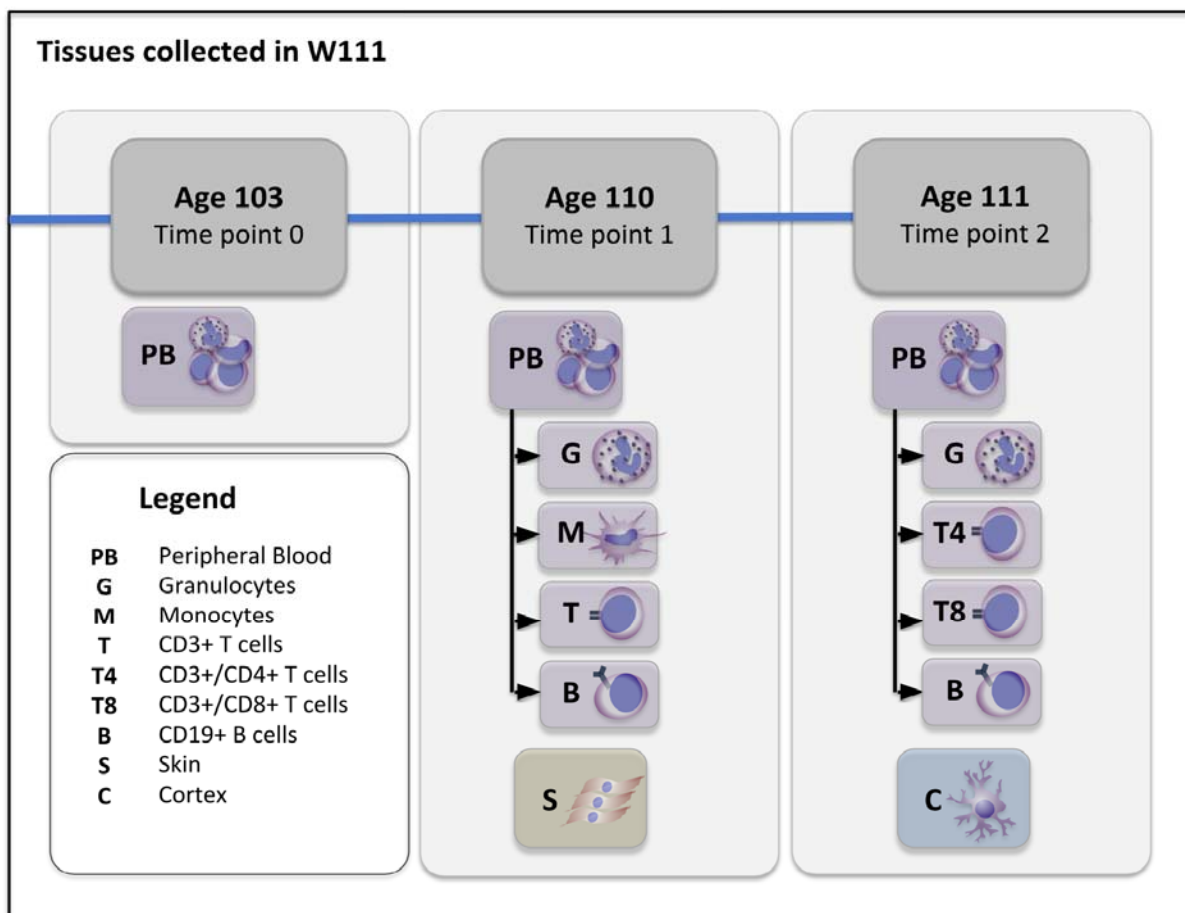 Tissues collected in W111
Age 103
Time point 0
PB
Age 110
Time point 1
PB
G
M
T
B
S
Age 111
Time point 2
PB
G
T4
T8
B
C
Legend
PB Peripheral Blood
G Granulocytes
M Monocytes
T CD3+ T cells
T4 CD3+/CD4+ T cells
T8 CD3+/CD8+ T cells
B CD19+ B cells
S Skin
C Cortex